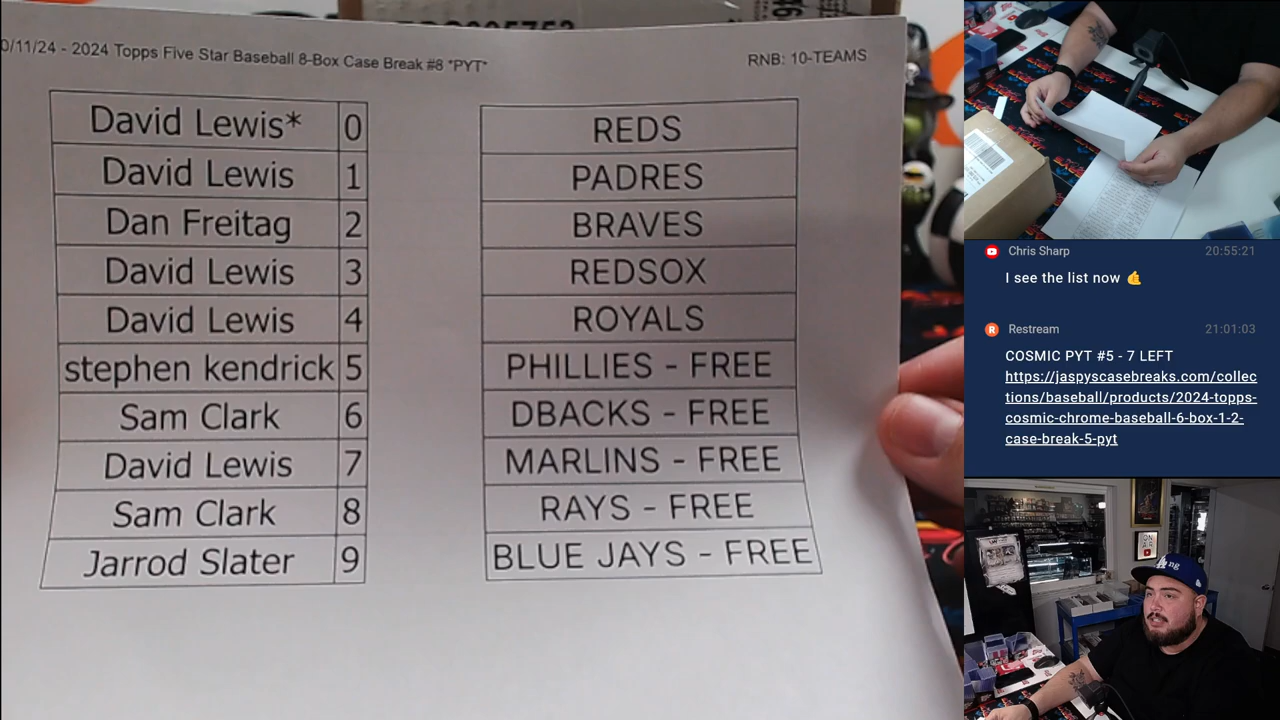 0/11/24 - 2024 Topps Five Star Baseball 8-Box Case Break #8 *PYT*
RNB: 10-TEAMS
David Lewis* 0 REDS
David Lewis 1 PADRES
Dan Freitag 2 BRAVES
David Lewis 3 REDSOX
David Lewis 4 ROYALS
stephen kendrick 5 PHILLIES - FREE
Sam Clark 6 DBACKS - FREE
David Lewis 7 MARLINS - FREE
Sam Clark 8 RAYS - FREE
Jarrod Slater 9 BLUE JAYS - FREE
Chris Sharp 20:55:21
I see the list now 🤙
Restream 21:01:03
COSMIC PYT #5 - 7 LEFT
https://jaspyscasebreaks.com/collec
tions/baseball/products/2024-topps-
cosmic-chrome-baseball-6-box-1-2-
case-break-5-pyt
ON